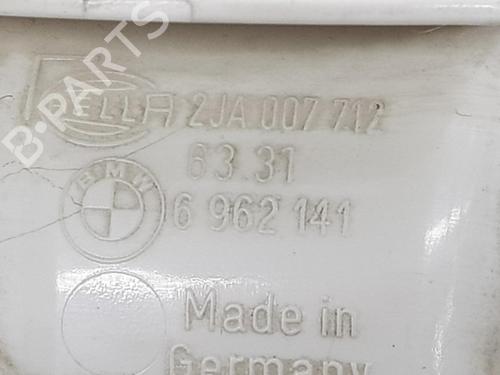 HELLA 2JA 007 712
63.31
BMW
6 962 141
Made in
Germany
B-PARTS